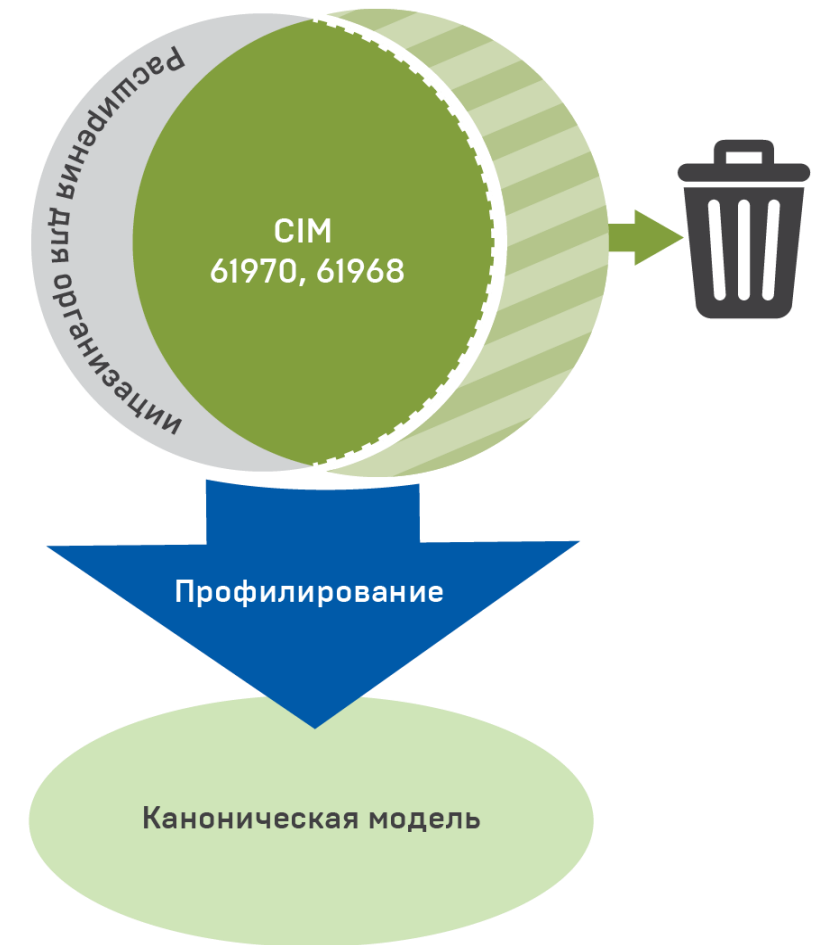 Расширения для организации
CIM
61970, 61968
Профилирование
Каноническая модель